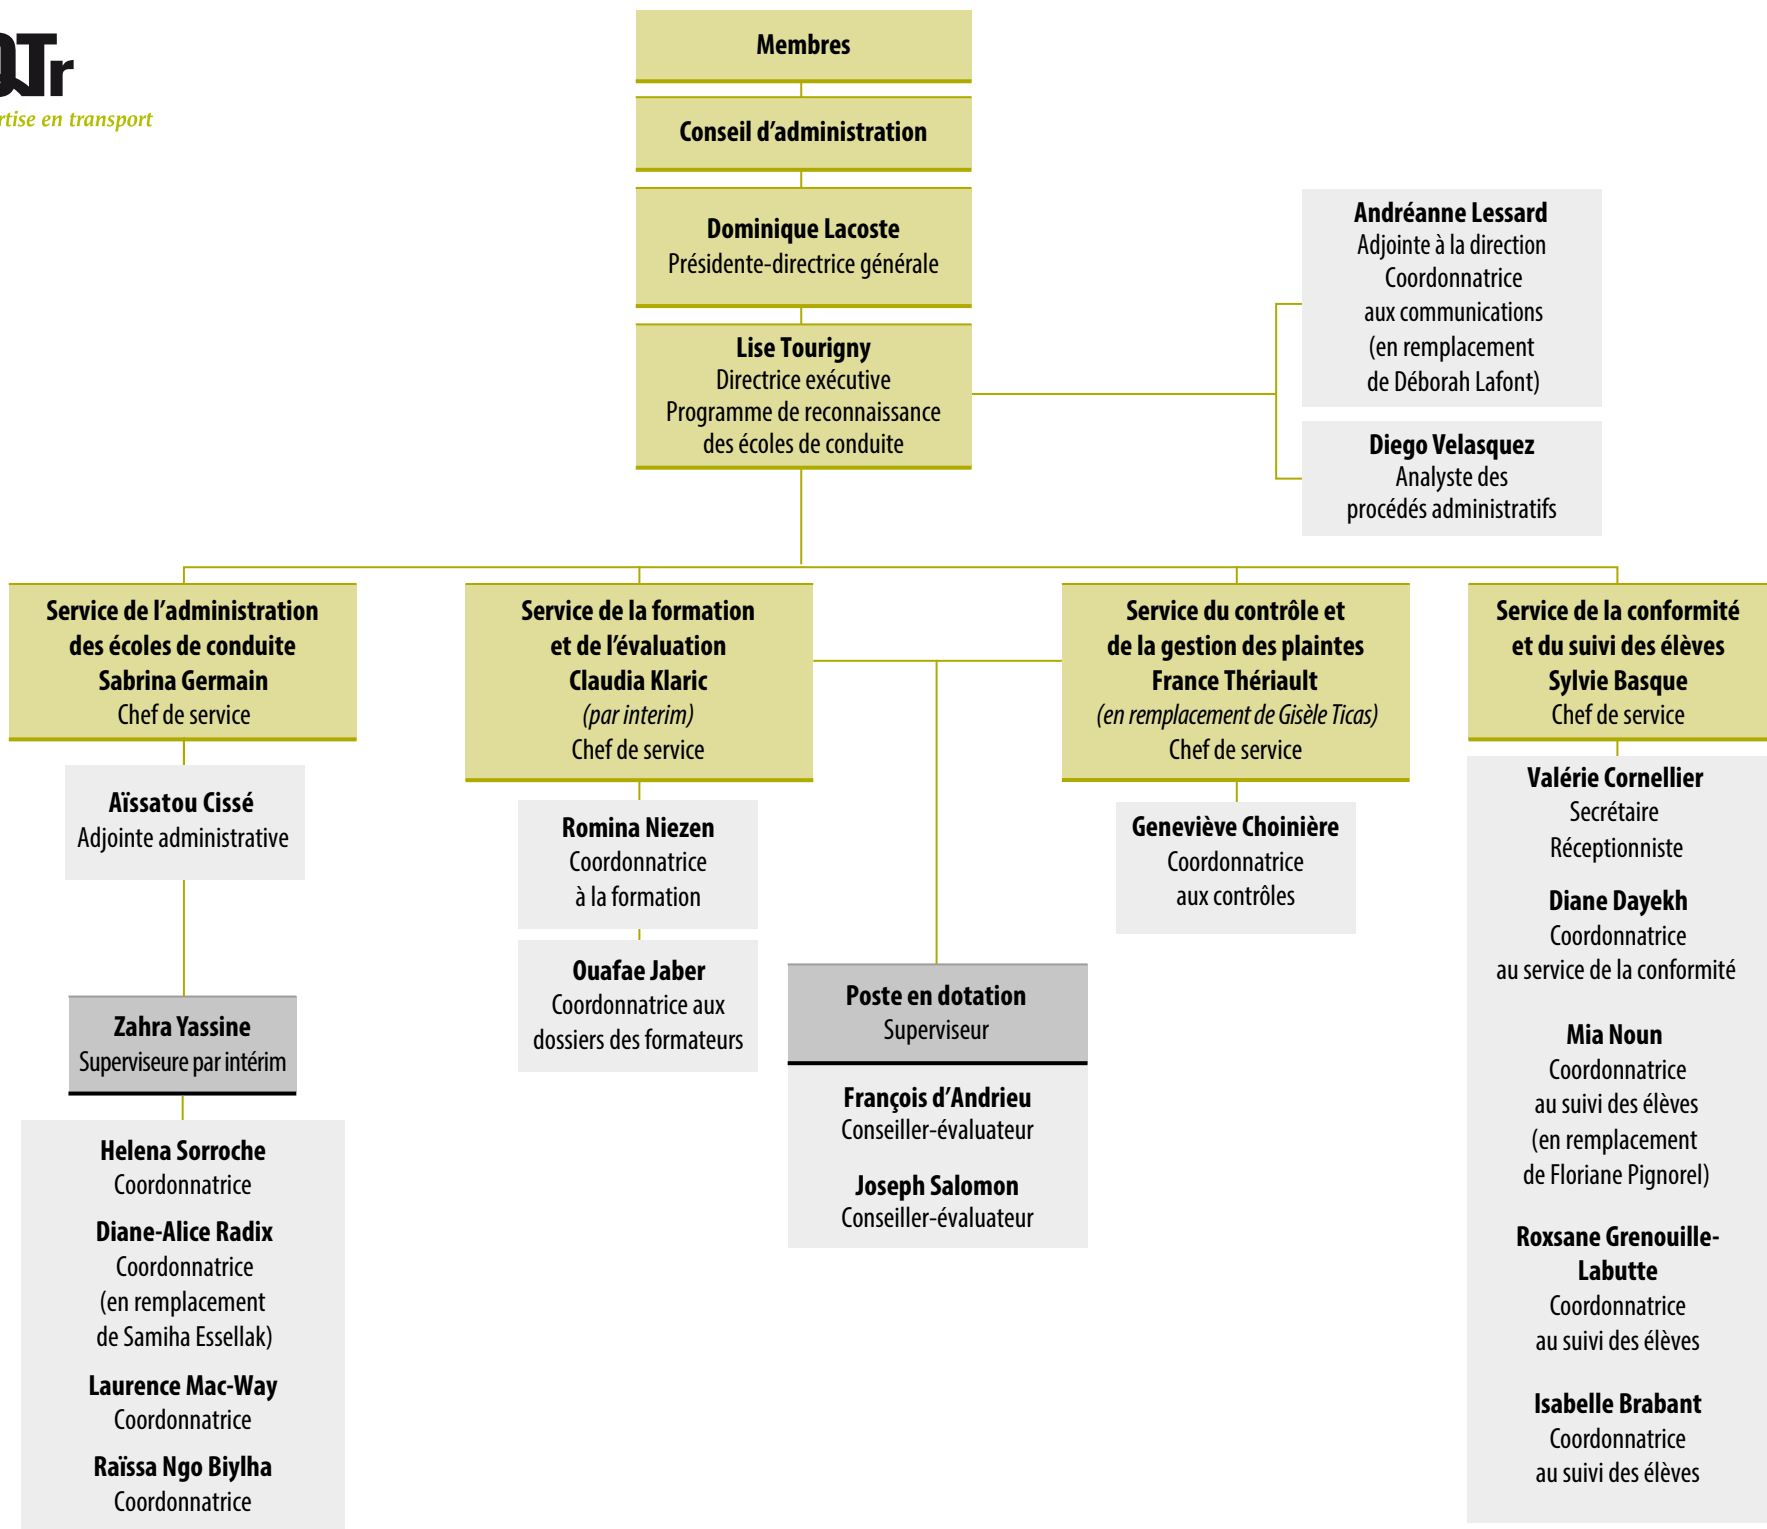 QTr
rtise en transport
Membres
Conseil d’administration
Dominique Lacoste
Présidente-directrice générale
Lise Tourigny
Directrice exécutive
Programme de reconnaissance
des écoles de conduite
Andréanne Lessard
Adjointe à la direction
Coordonnatrice
aux communications
(en remplacement
de Déborah Lafont)
Diego Velasquez
Analyste des
procédés administratifs
Service de l’administration
des écoles de conduite
Sabrina Germain
Chef de service
Aïssatou Cissé
Adjointe administrative
Zahra Yassine
Superviseure par intérim
Helena Sorroche
Coordonnatrice
Diane-Alice Radix
Coordonnatrice
(en remplacement
de Samiha Essellak)
Laurence Mac-Way
Coordonnatrice
Raïssa Ngo Biylha
Coordonnatrice
Service de la formation
et de l’évaluation
Claudia Klaric
(par interim)
Chef de service
Romina Niezen
Coordonnatrice
à la formation
Ouafae Jaber
Coordonnatrice aux
dossiers des formateurs
Poste en dotation
Superviseur
François d’Andrieu
Conseiller-évaluateur
Joseph Salomon
Conseiller-évaluateur
Service du contrôle et
de la gestion des plaintes
France Thériault
(en remplacement de Gisèle Ticas)
Chef de service
Geneviève Choinière
Coordonnatrice
aux contrôles
Service de la conformité
et du suivi des élèves
Sylvie Basque
Chef de service
Valérie Cornellier
Secrétaire
Réceptionniste
Diane Dayekh
Coordonnatrice
au service de la conformité
Mia Noun
Coordonnatrice
au suivi des élèves
(en remplacement
de Floriane Pignorel)
Roxsane Grenouille-
Labutte
Coordonnatrice
au suivi des élèves
Isabelle Brabant
Coordonnatrice
au suivi des élèves